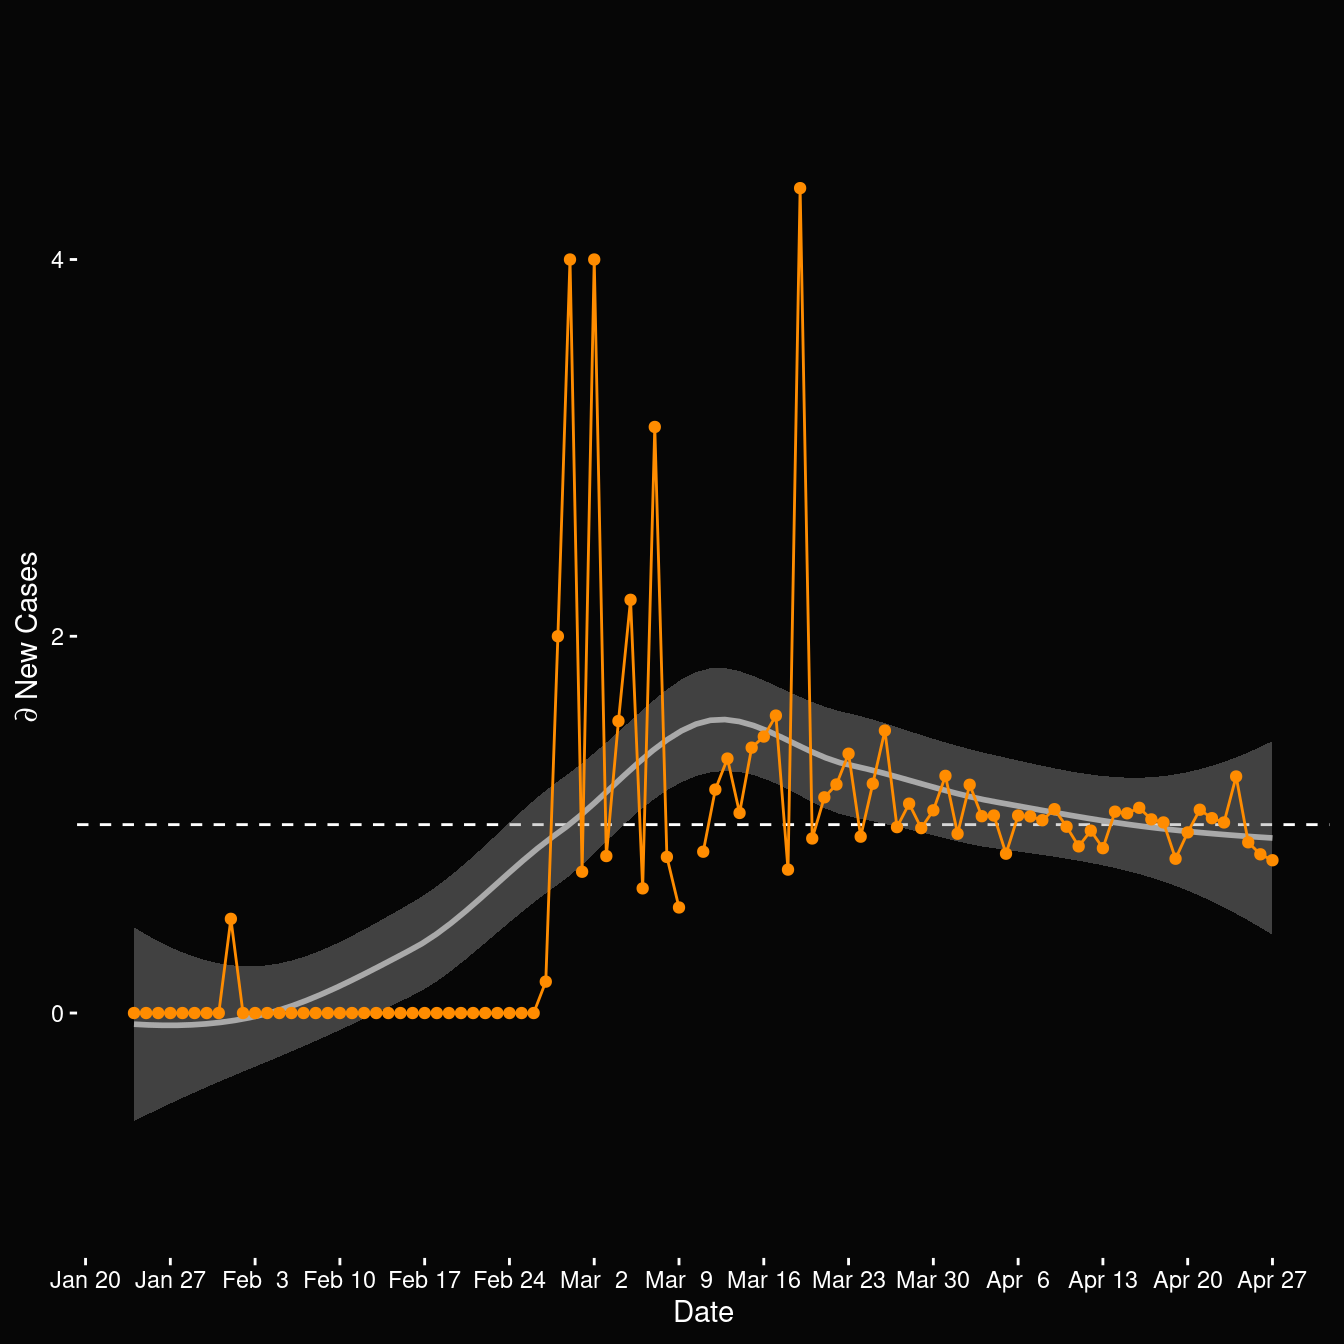 4
2
0
∂ New Cases
Jan 20 Jan 27 Feb 3 Feb 10 Feb 17 Feb 24 Mar 2 Mar 9 Mar 16 Mar 23 Mar 30 Apr 6 Apr 13 Apr 20 Apr 27
Date